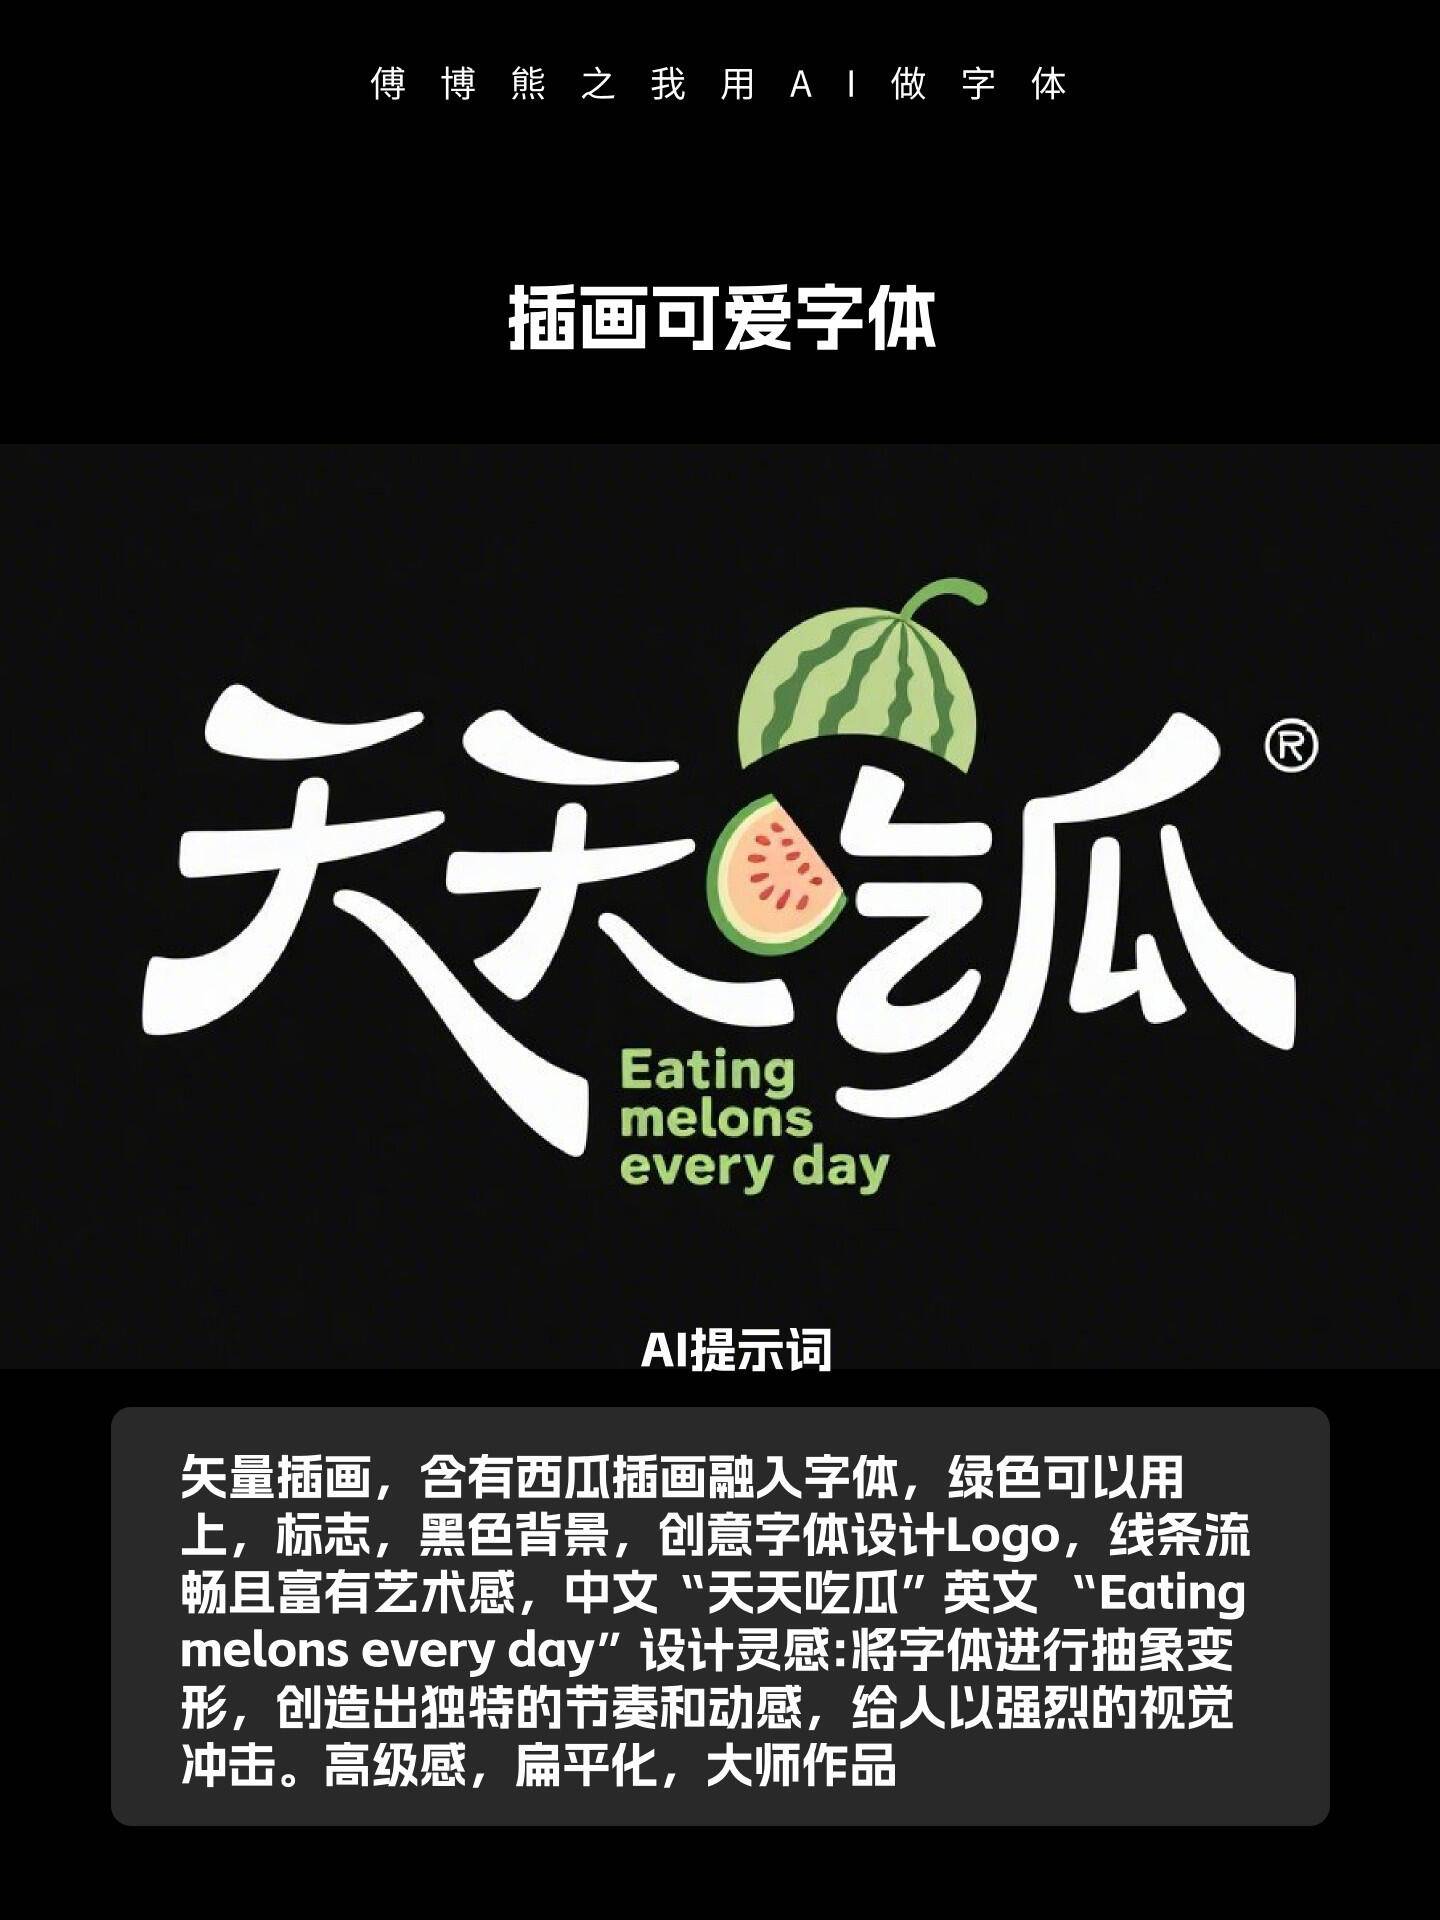 傅博熊之我用AI做字体
插画可爱字体
天天吃瓜
®
Eating
melons
every day
AI提示词
矢量插画，含有西瓜插画融入字体，绿色可以用
上，标志，黑色背景，创意字体设计Logo，线条流
畅且富有艺术感，中文“天天吃瓜”英文 “Eating
melons every day”设计灵感:将字体进行抽象变
形，创造出独特的节奏和动感，给人以强烈的视觉
冲击。高级感，扁平化，大师作品